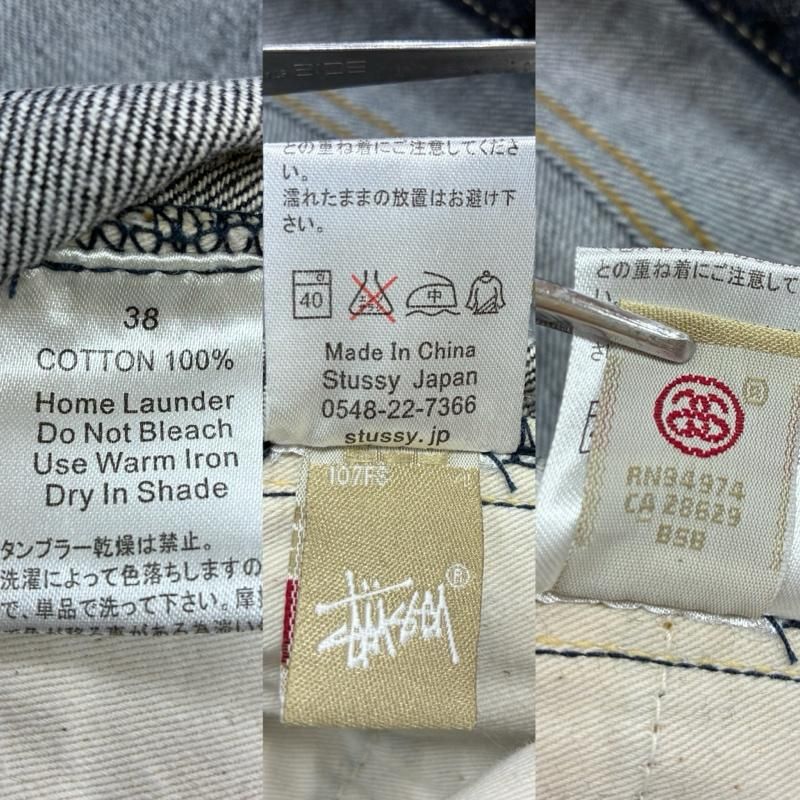 38
COTTON 100%
Home Launder
Do Not Bleach
Use Warm Iron
Dry In Shade
タンブラー乾燥は禁止。
洗濯によって色落ちしますの
で、単品で洗って下さい。摩
との重ね着にご注意してくださ
い。
濡れたままの放置はお避け下
さい。
40
中
Made In China
Stussy Japan
0548-22-7366
stussy.jp
Stüssy ®
との重ね着にご注意して
い。
RN94974
CA 28629